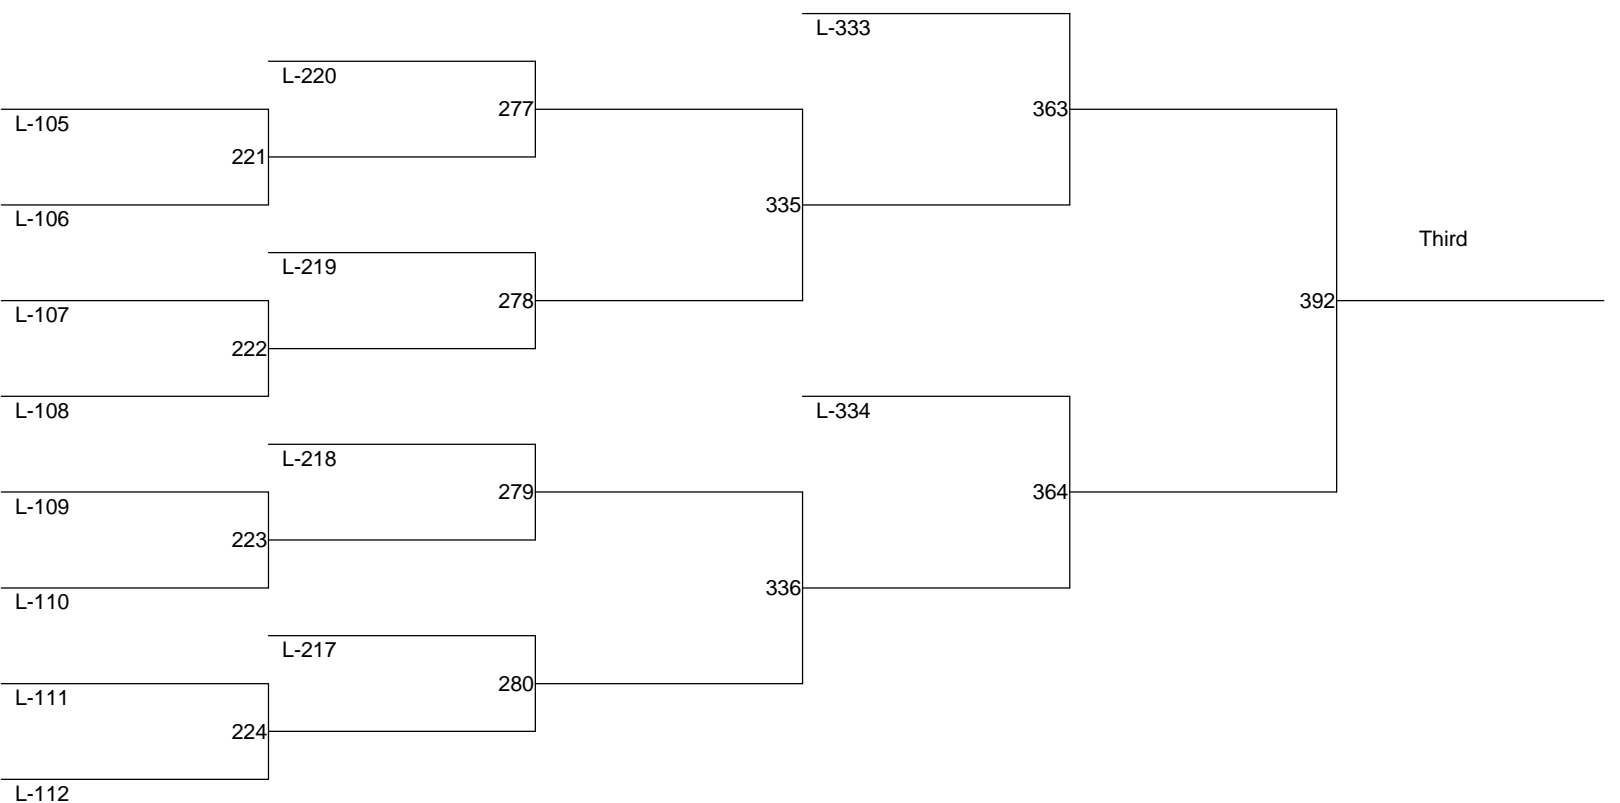 L-333
L-220
277
363
L-105
221
335
L-106
Third
L-219
278
392
L-107
222
L-108
L-334
L-218
279
364
L-109
223
336
L-110
L-217
280
L-111
224
L-112